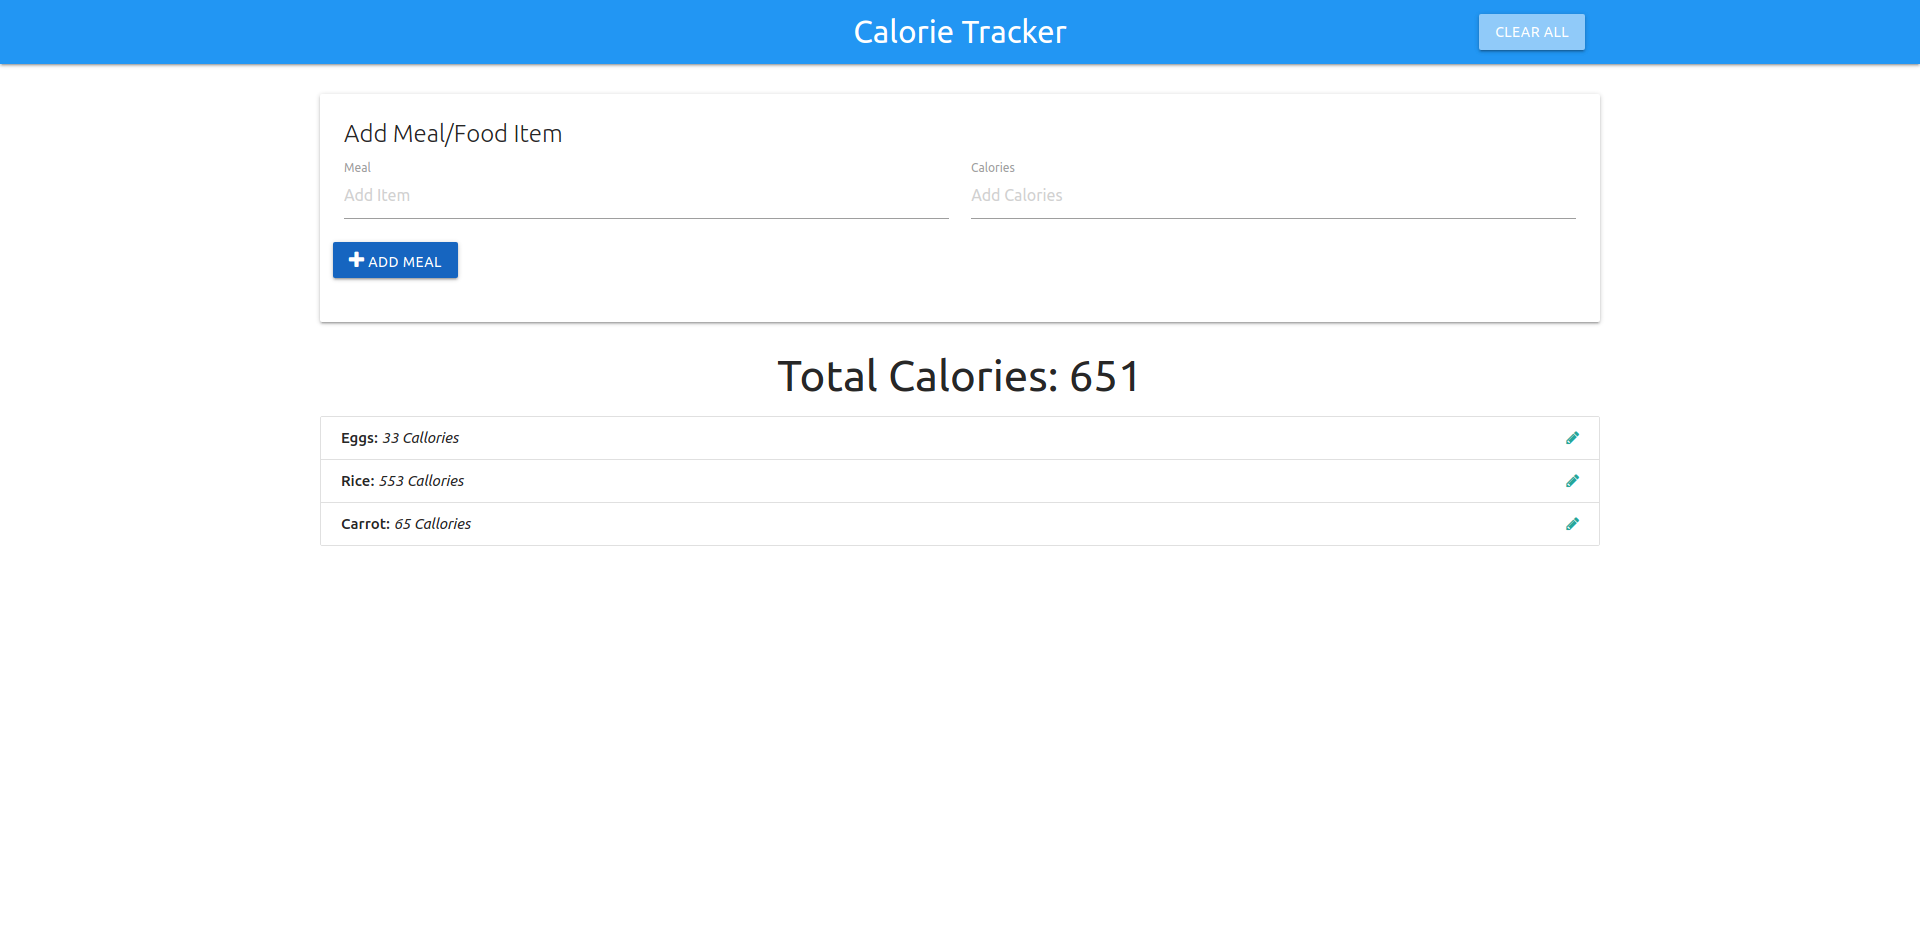 Calorie Tracker
CLEAR ALL
Add Meal/Food Item
Meal
Calories
Add Item
Add Calories
ADD MEAL
Total Calories: 651
Eggs: 33 Callories
Rice: 553 Callories
Carrot: 65 Callories